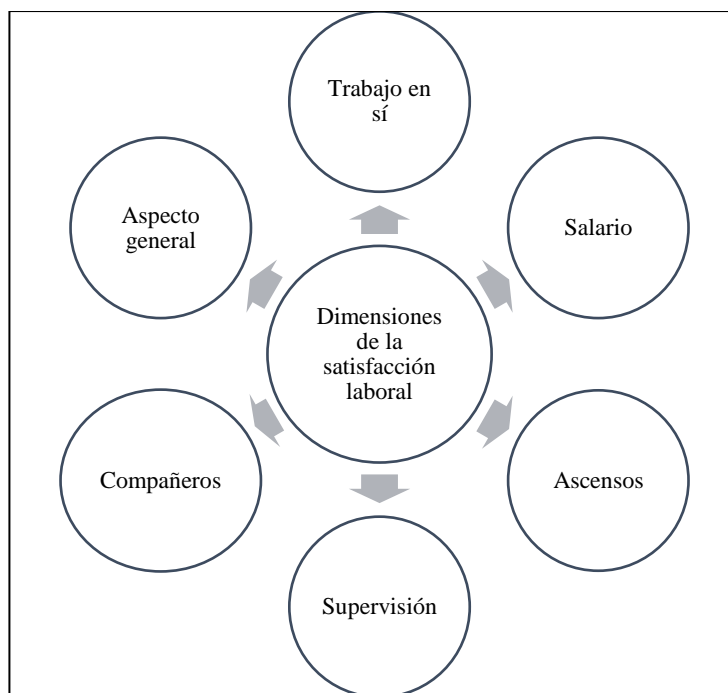 Trabajo en
sí
Aspecto
general
Salario
Dimensiones
de la
satisfacción
laboral
Compañeros
Ascensos
Supervisión